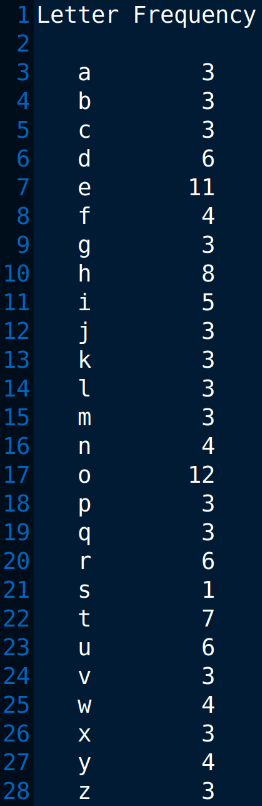 1 Letter Frequency
2
3 a 3
4 b 3
5 c 3
6 d 6
7 e 11
8 f 4
9 g 3
10 h 8
11 i 5
12 j 3
13 k 3
14 l 3
15 m 3
16 n 4
17 o 12
18 p 3
19 q 3
20 r 6
21 s 1
22 t 7
23 u 6
24 v 3
25 w 4
26 x 3
27 y 4
28 z 3